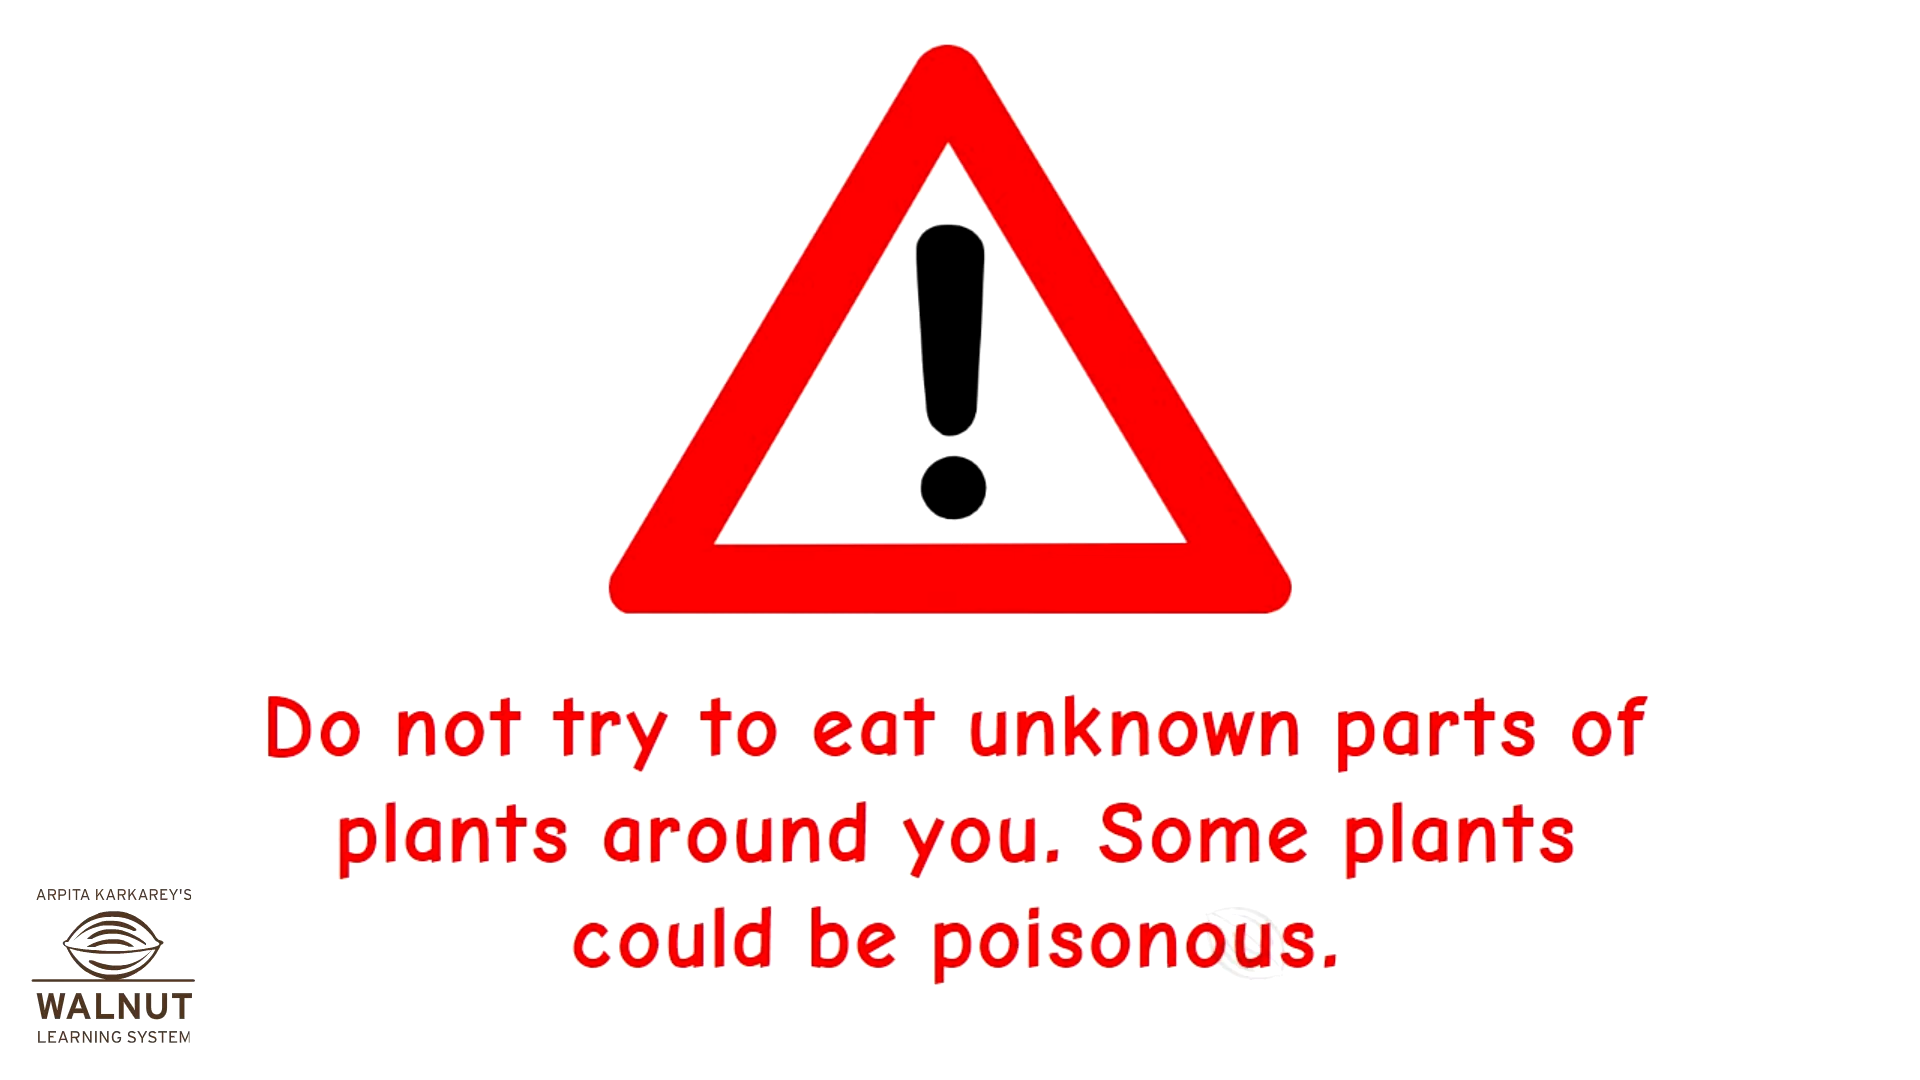 Do not try to eat unknown parts of
plants around you. Some plants
could be poisonous.
ARPITA KARKAREY'S
WALNUT
LEARNING SYSTEM